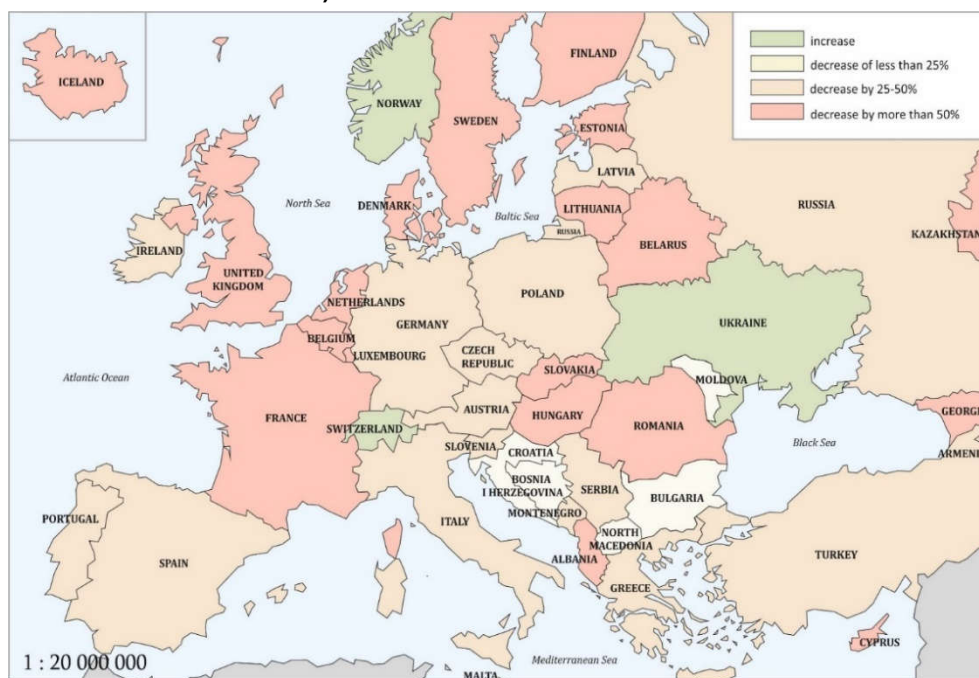 ICELAND
FINLAND
NORWAY
SWEDEN
ESTONIA
LATVIA
RUSSIA
North Sea
DENMARK
Baltic Sea
LITHUANIA
RUSSIA
BELARUS
KAZAKHSTAN
IRELAND
UNITED
KINGDOM
NETHERLANDS
POLAND
GERMANY
UKRAINE
BELGIUM
LUXEMBOURG
CZECH
REPUBLIC
Atlantic Ocean
SLOVAKIA
MOLDOVA
FRANCE
AUSTRIA
HUNGARY
SWITZERLAND
ROMANIA
GEORG
SLOVENIA
CROATIA
Black Sea
ARMEN
BOSNIA
I HERZEGOVINA
SERBIA
BULGARIA
PORTUGAL
ITALY
MONTENEGRO
NORTH
MACEDONIA
SPAIN
ALBANIA
TURKEY
GREECE
CYPRUS
Mediterranean Sea
MALTA
1 : 20 000 000
increase
decrease of less than 25%
decrease by 25-50%
decrease by more than 50%